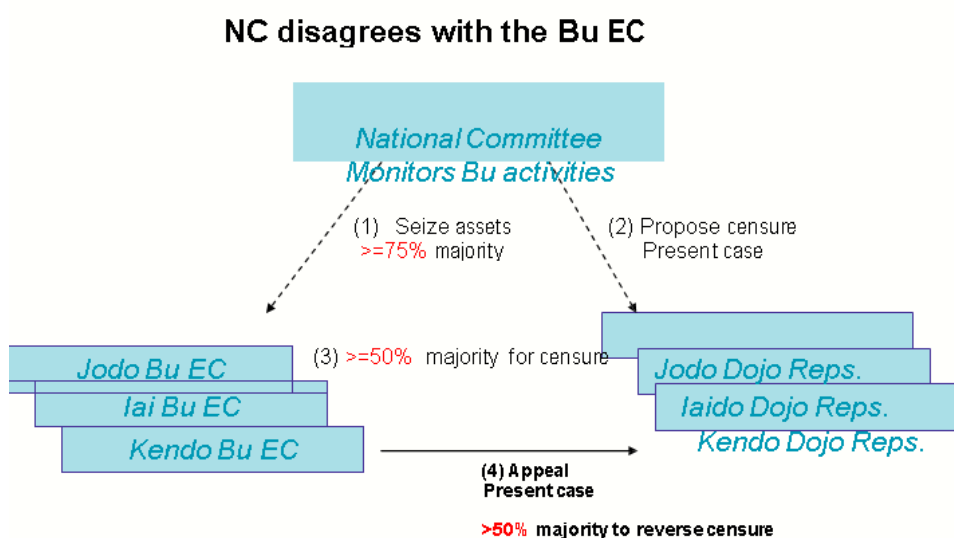 NC disagrees with the Bu EC
National Committee
Monitors Bu activities
(1) Seize assets
>=75% majority
(2) Propose censure
Present case
(3) >=50% majority for censure
Jodo Bu EC
Iai Bu EC
Kendo Bu EC
Jodo Dojo Reps.
Iaido Dojo Reps.
Kendo Dojo Reps.
(4) Appeal
Present case
>50% majority to reverse censure